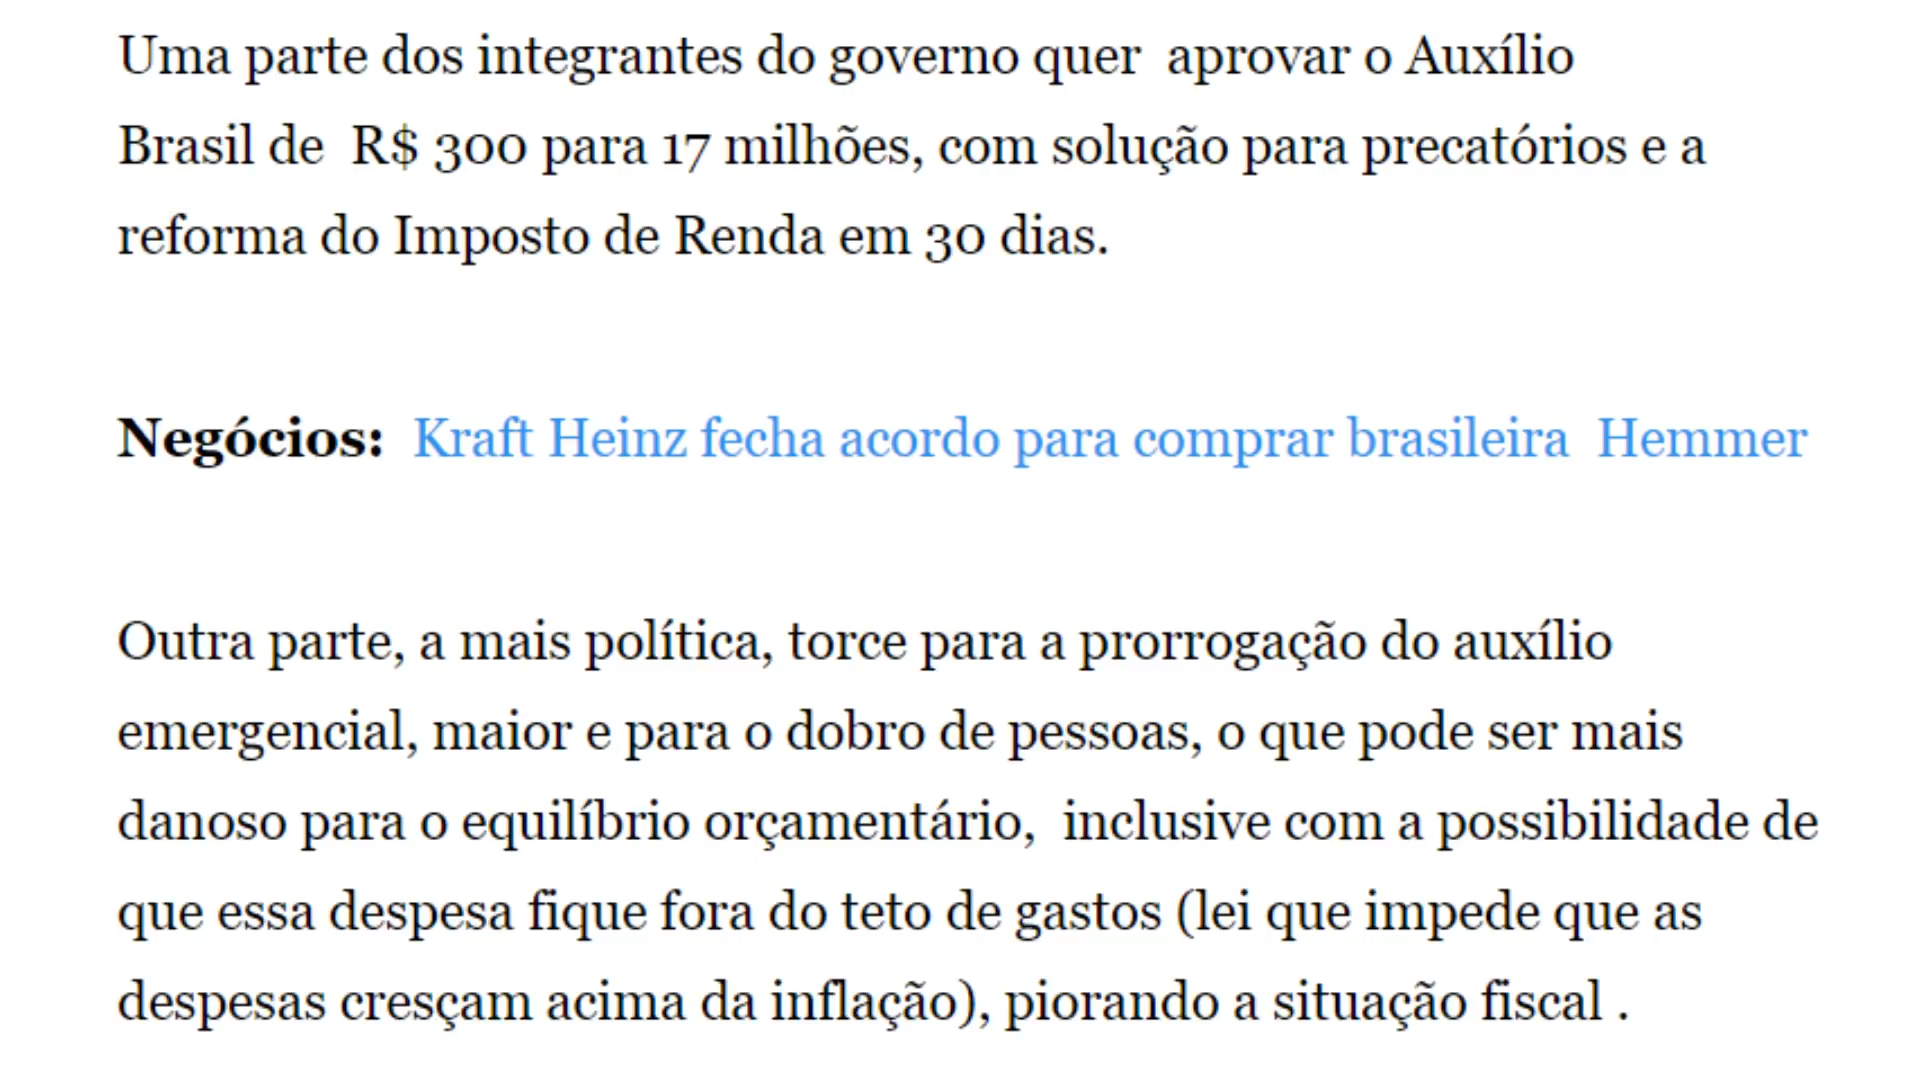 Uma parte dos integrantes do governo quer aprovar o Auxílio
Brasil de R$ 300 para 17 milhões, com solução para precatórios e a
reforma do Imposto de Renda em 30 dias.
Negócios: Kraft Heinz fecha acordo para comprar brasileira Hemmer
Outra parte, a mais política, torce para a prorrogação do auxílio
emergencial, maior e para o dobro de pessoas, o que pode ser mais
danoso para o equilíbrio orçamentário, inclusive com a possibilidade de
que essa despesa fique fora do teto de gastos (lei que impede que as
despesas cresçam acima da inflação), piorando a situação fiscal .